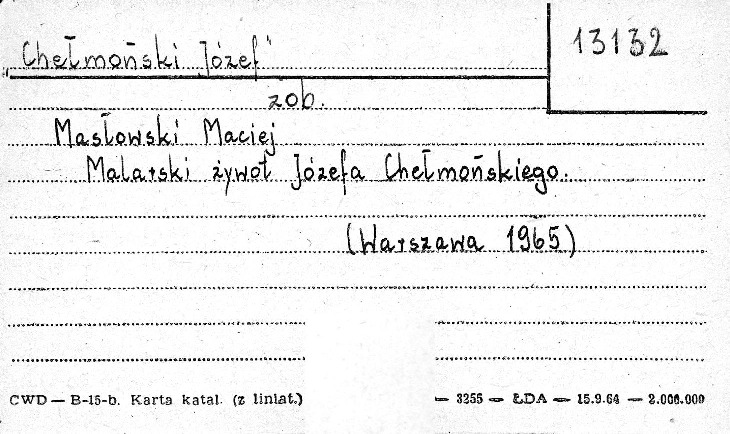 "Chełmoński Józef"
13132
zob.
Masłowski Maciej
Malarski żywot Józefa Chełmońskiego.
(Warszawa 1965)
CWD — B-15-b. Karta katal. (z liniat.) — 3255 — ŁDA — 15.9.64 — 2.000.000